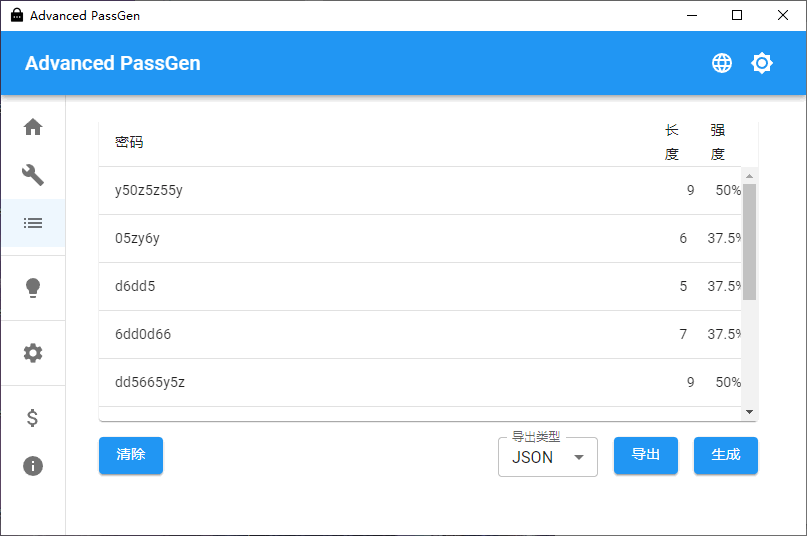 Advanced PassGen
Advanced PassGen
密码 长度 强度
y50z5z55y 9 50%
05zy6y 6 37.5%
d6dd5 5 37.5%
6dd0d66 7 37.5%
dd5665y5z 9 50%
导出类型
清除 JSON 导出 生成